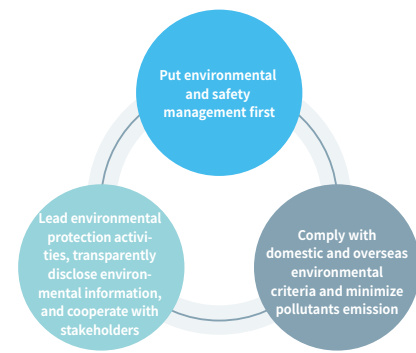 Put environmental
and safety
management first
Lead environmental
protection activi-
ties, transparently
disclose environ-
mental information,
and cooperate with
stakeholders
Comply with
domestic and overseas
environmental
criteria and minimize
pollutants emission